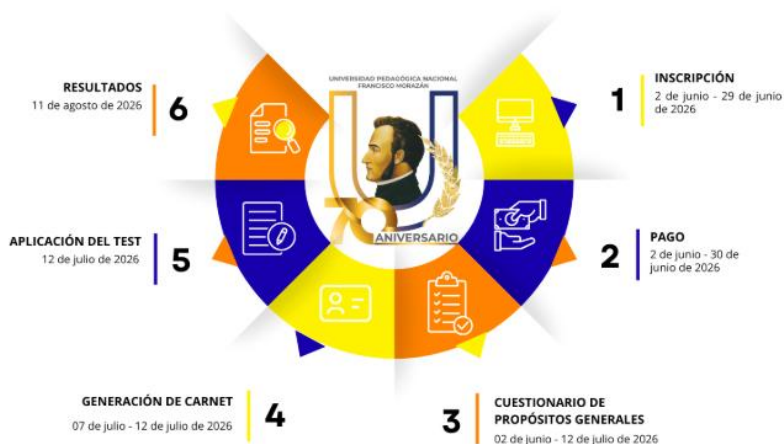 UNIVERSIDAD PEDAGÓGICA NACIONAL
FRANCISCO MORAZÁN
70
ANIVERSARIO
1
INSCRIPCIÓN
2 de junio - 29 de junio
de 2026
2
PAGO
2 de junio - 30 de
junio de 2026
3
CUESTIONARIO DE
PROPÓSITOS GENERALES
02 de junio - 12 de julio de 2026
4
GENERACIÓN DE CARNET
07 de julio - 12 de julio de 2026
5
APLICACIÓN DEL TEST
12 de julio de 2026
6
RESULTADOS
11 de agosto de 2026